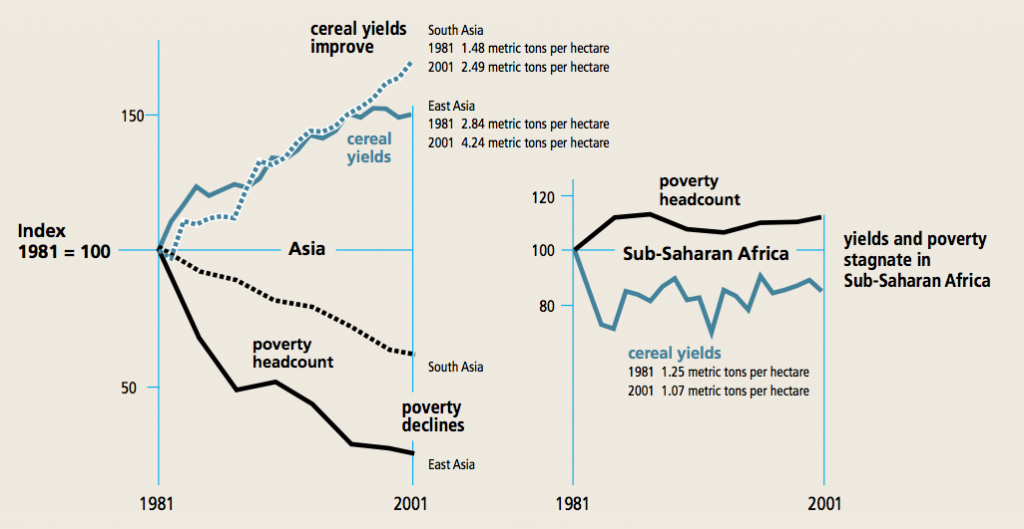 cereal yields
improve
South Asia
1981 1.48 metric tons per hectare
2001 2.49 metric tons per hectare
150
East Asia
1981 2.84 metric tons per hectare
2001 4.24 metric tons per hectare
cereal
yields
Index
1981 = 100
Asia
poverty
headcount
South Asia
50
poverty
declines
East Asia
1981
2001
poverty
headcount
120
100
Sub-Saharan Africa
80
yields and poverty
stagnate in
Sub-Saharan Africa
cereal yields
1981 1.25 metric tons per hectare
2001 1.07 metric tons per hectare
1981
2001